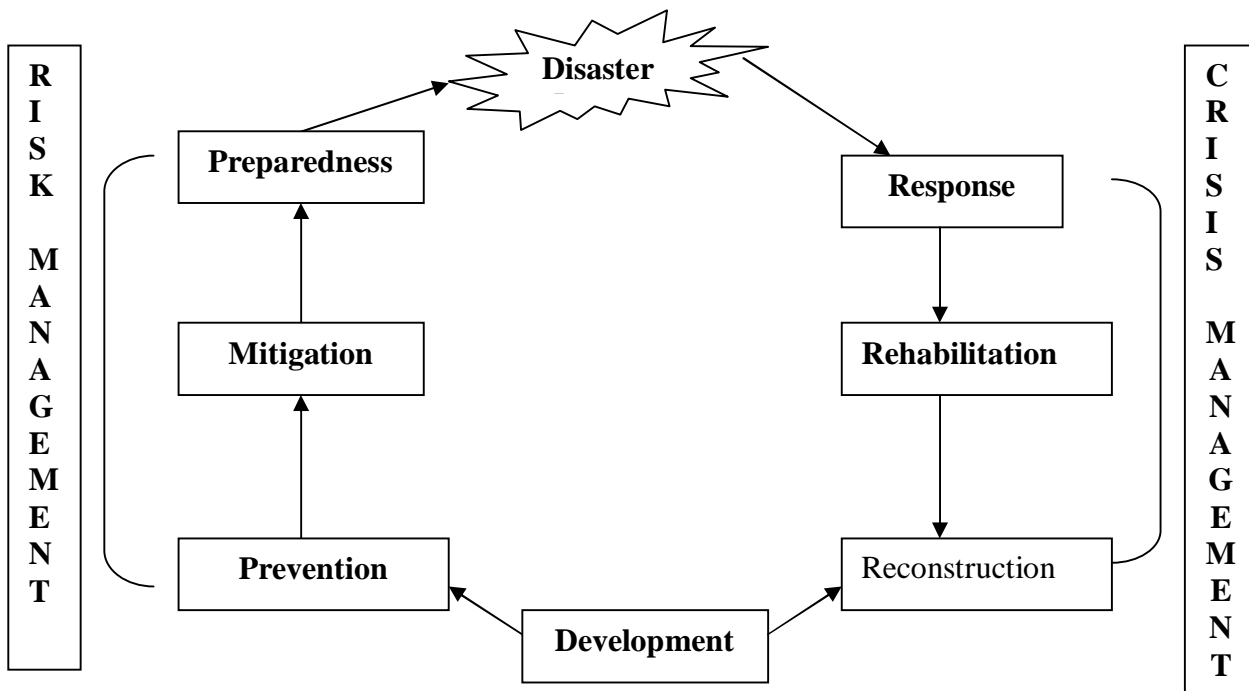 Disaster
RISK MANAGEMENT
CRISIS MANAGEMENT
Preparedness
Response
Mitigation
Rehabilitation
Prevention
Reconstruction
Development